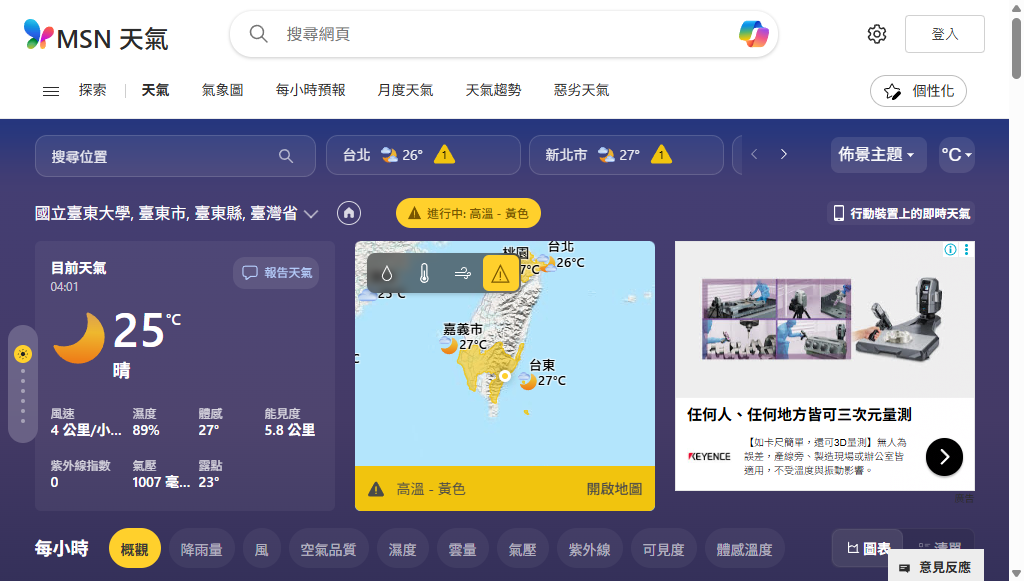 MSN 天氣
搜尋網頁
登入
探索
天氣
氣象圖
每小時預報
月度天氣
天氣趨勢
惡劣天氣
個性化
搜尋位置
台北 26° 1
新北市 27° 1
佈景主題
°C
國立臺東大學, 臺東市, 臺東縣, 臺灣省
進行中: 高溫 - 黃色
行動裝置上的即時天氣
目前天氣
04:01
報告天氣
25°C
晴
風速
4 公里/小...
濕度
89%
體感
27°
能見度
5.8 公里
紫外線指數
0
氣壓
1007 毫...
露點
23°
台北
26°C
桃園
7°C
25°C
嘉義市
27°C
台東
27°C
高溫 - 黃色
開啟地圖
任何人、任何地方皆可三次元量測
KEYENCE
【如卡尺簡單，還可3D量測】無人為
誤差，產線旁、製造現場或辦公室皆
適用，不受溫度與振動影響。
廣告
每小時
概觀
降雨量
風
空氣品質
濕度
雲量
氣壓
紫外線
可見度
體感溫度
圖表
清單
意見反應